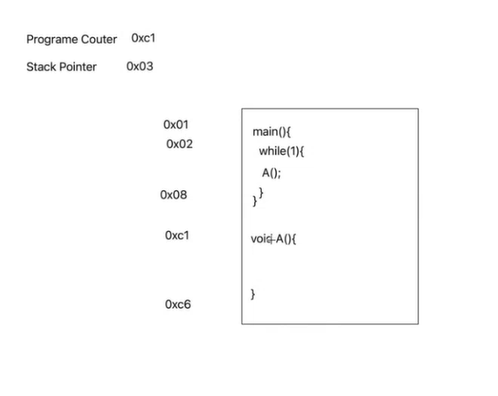 Programe Couter 0xc1
Stack Pointer 0x03
0x01
main(){
0x02
while(1){
A();
0x08
}
}
0xc1
void A(){
}
0xc6